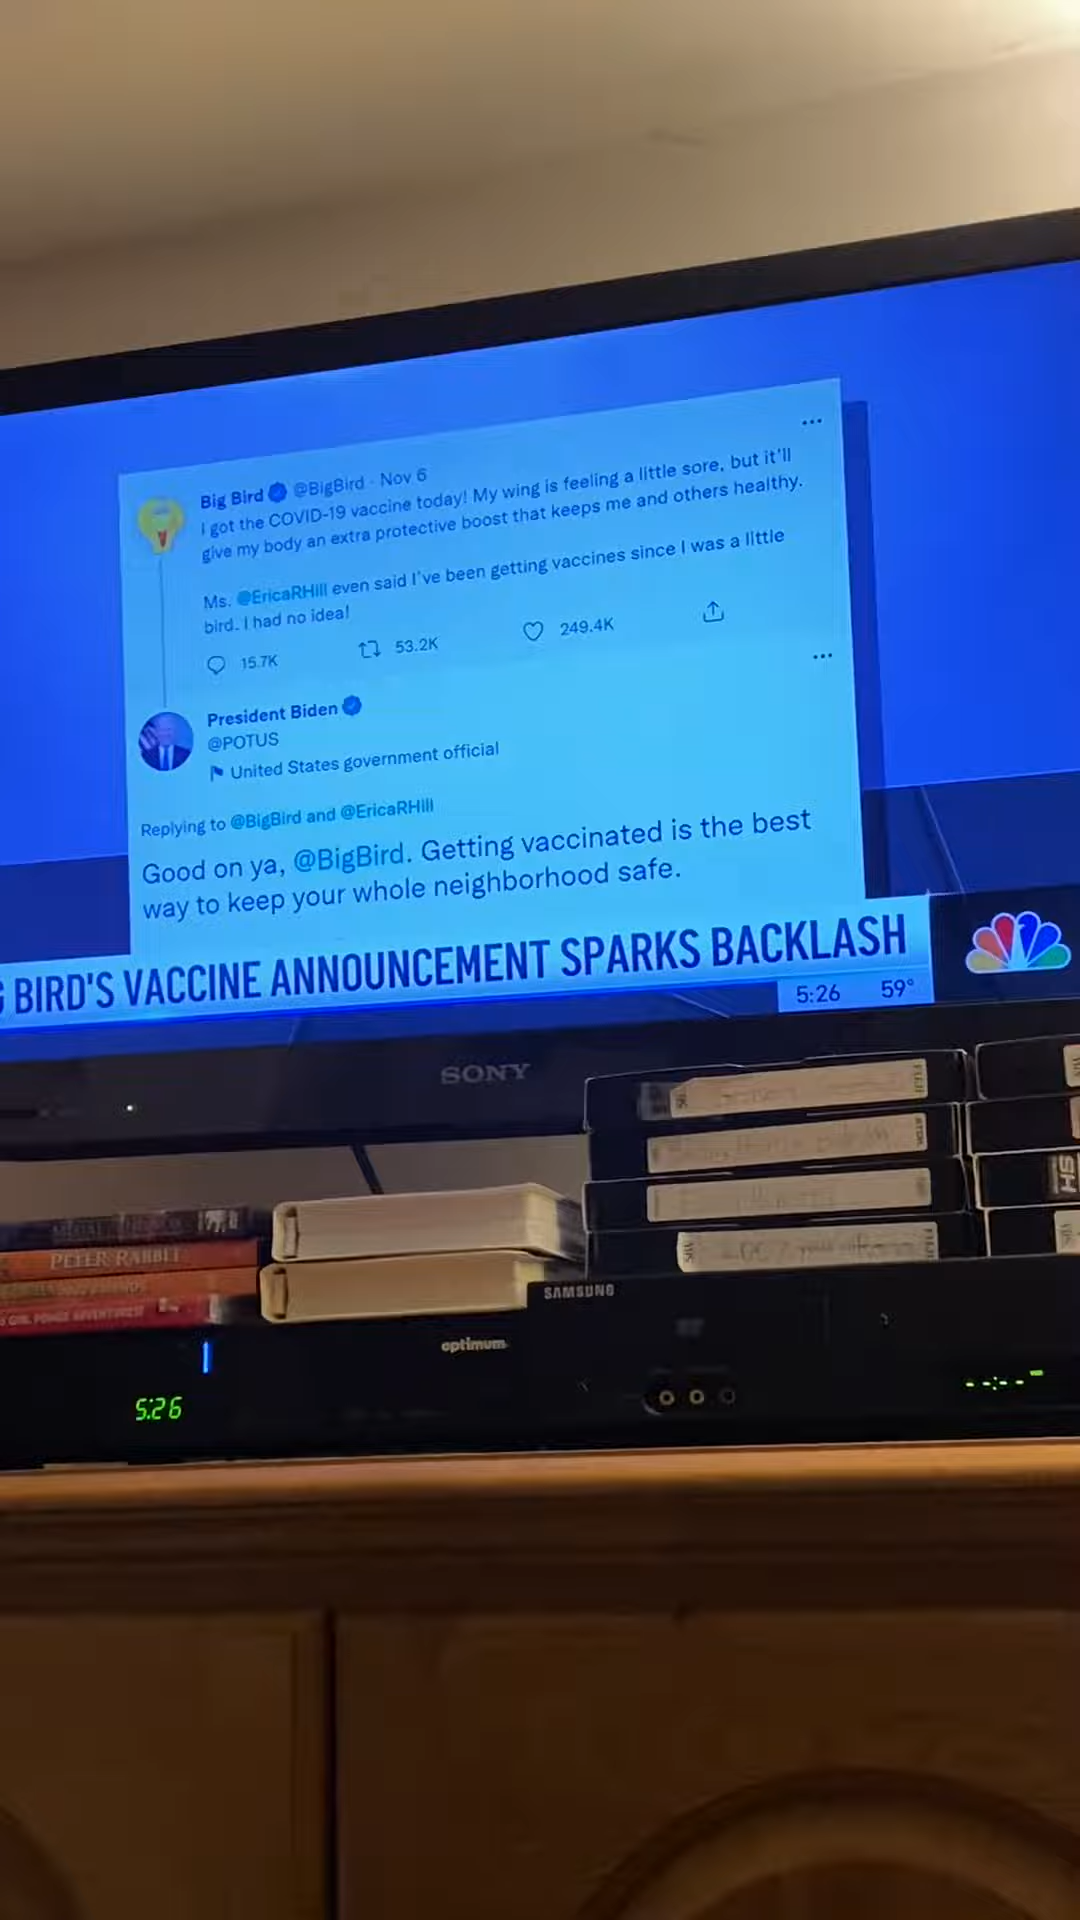 Big Bird @BigBird · Nov 6
I got the COVID-19 vaccine today! My wing is feeling a little sore, but it'll
give my body an extra protective boost that keeps me and others healthy.
Ms. @EricaRHill even said I've been getting vaccines since I was a little
bird. I had no idea!
15.7K 53.2K 249.4K
President Biden
@POTUS
United States government official
Replying to @BigBird and @EricaRHill
Good on ya, @BigBird. Getting vaccinated is the best
way to keep your whole neighborhood safe.
BIRD'S VACCINE ANNOUNCEMENT SPARKS BACKLASH
5:26 59°
SONY
FUJI
TDK
PETER RABBIT
FUJI
SAMSUNG
optimum.
5:26